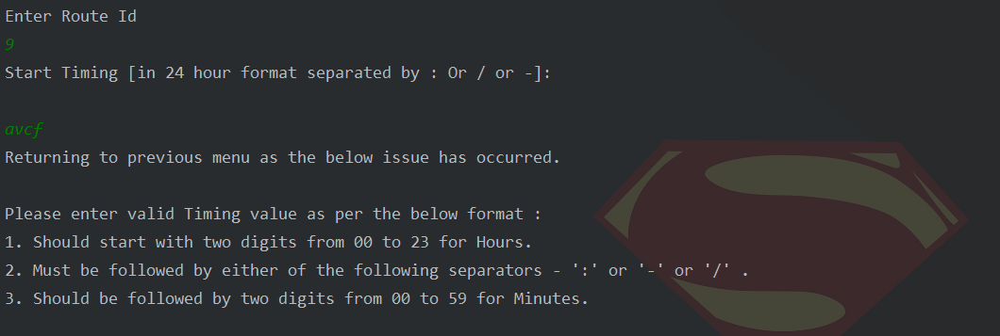 Enter Route Id
9
Start Timing [in 24 hour format separated by : Or / or -]:
avcf
Returning to previous menu as the below issue has occurred.
Please enter valid Timing value as per the below format :
1. Should start with two digits from 00 to 23 for Hours.
2. Must be followed by either of the following separators - ':' or '-' or '/' .
3. Should be followed by two digits from 00 to 59 for Minutes.